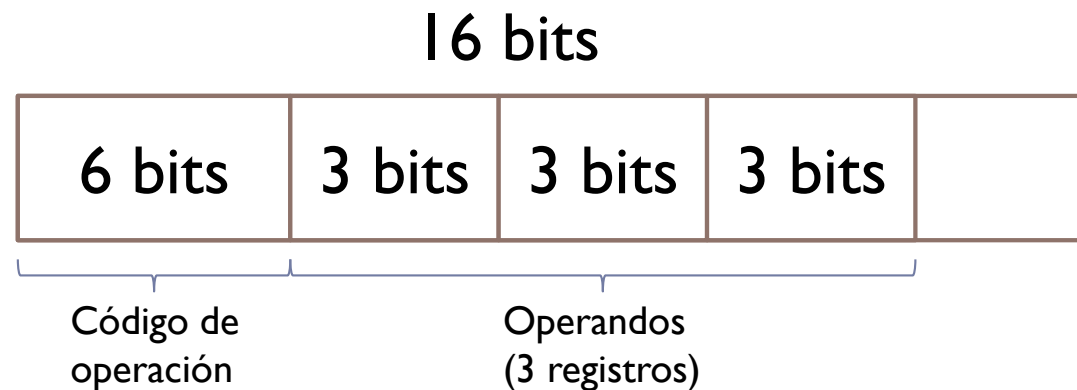 16 bits
6 bits 3 bits 3 bits 3 bits
Código de
operación
Operandos
(3 registros)